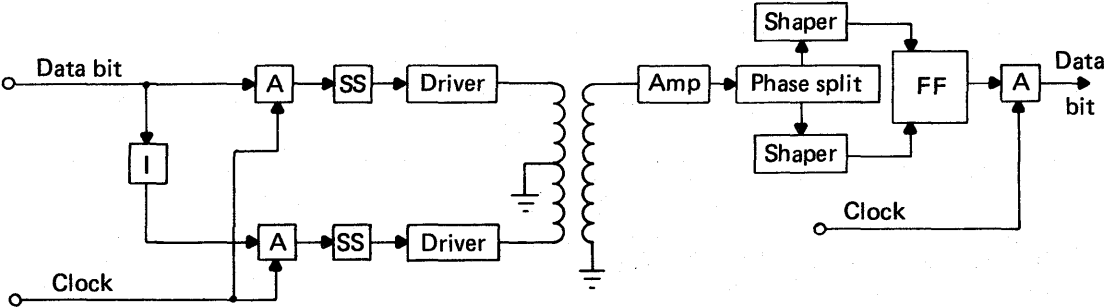 Data bit
A
SS
Driver
I
A
SS
Driver
Clock
Amp
Phase split
Shaper
Shaper
FF
A
Data
bit
Clock